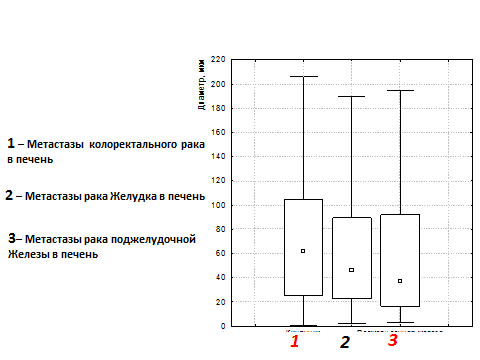 1 – Метастазы колоректального рака
в печень
2 – Метастазы рака Желудка в печень
3– Метастазы рака поджелудочной
Железы в печень
Диаметр, мкм
220
200
180
160
140
120
100
80
60
40
20
0
1 2 3